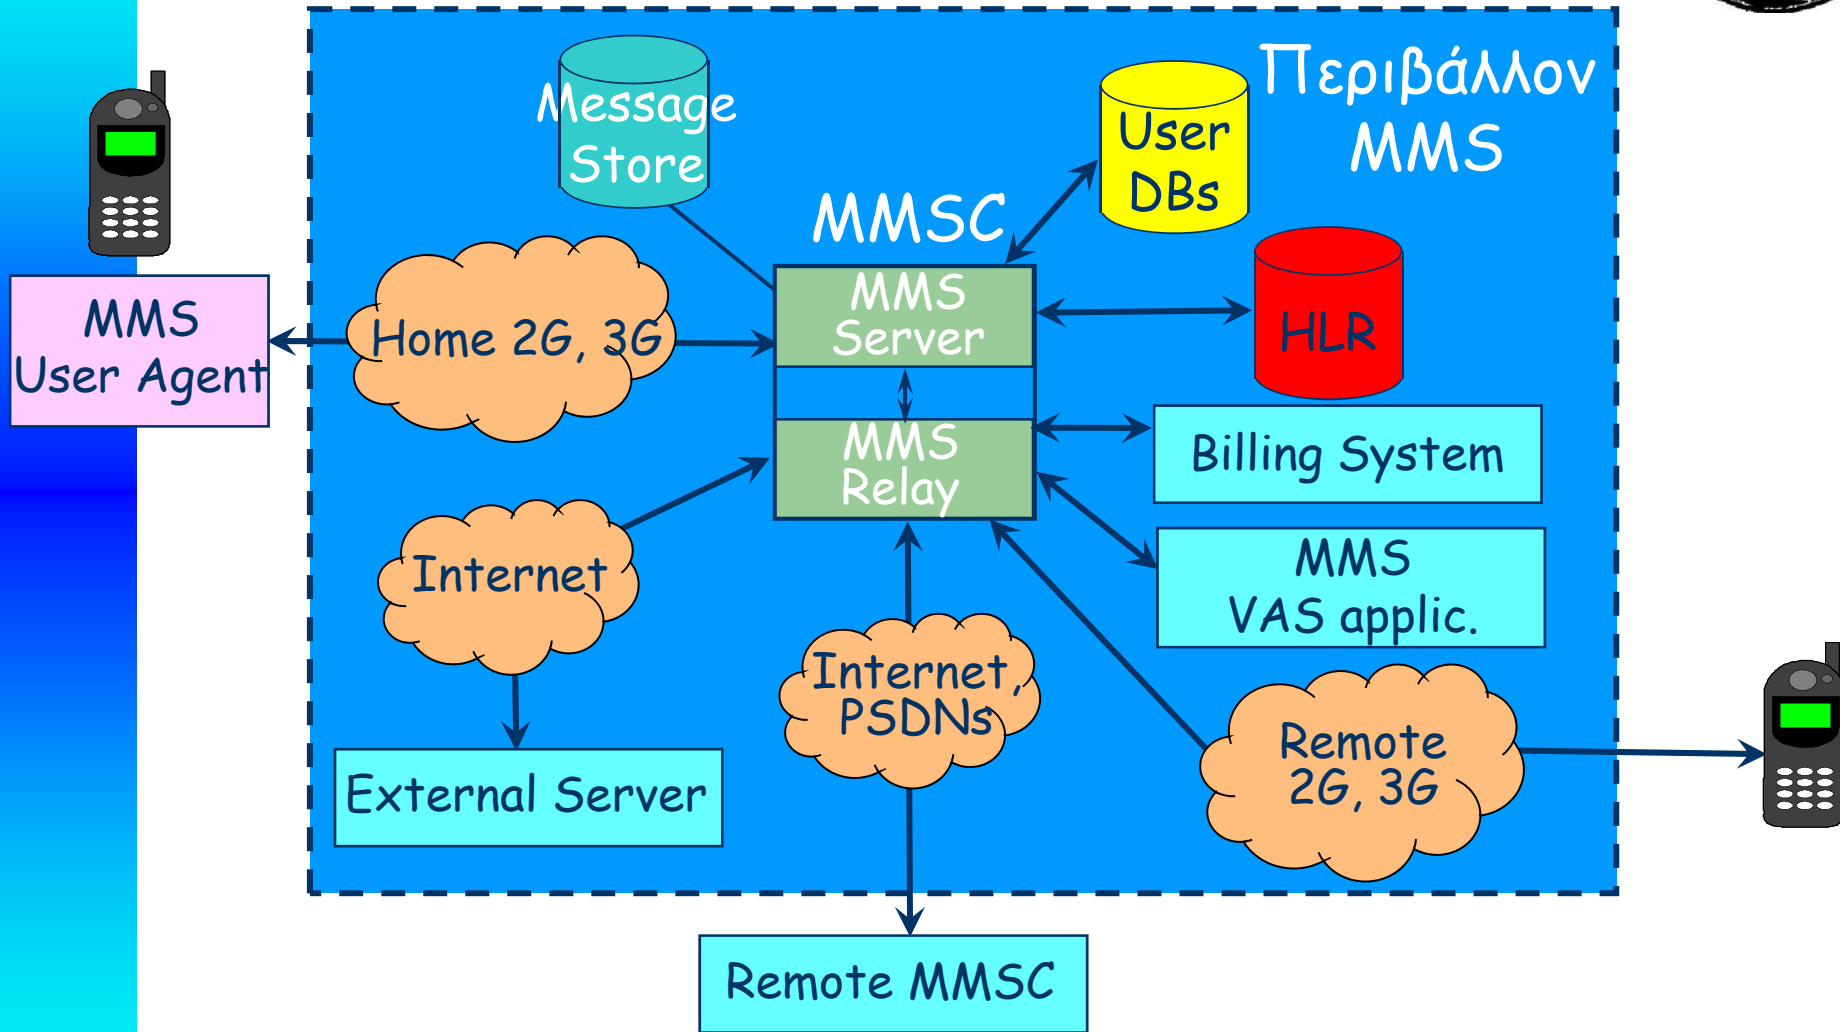 Περιβάλλον
MMS
Message
Store
User
DBs
MMSC
MMS
Server
HLR
MMS
User Agent
Home 2G, 3G
MMS
Relay
Billing System
Internet
MMS
VAS applic.
Internet,
PSDNs
Remote
2G, 3G
External Server
Remote MMSC